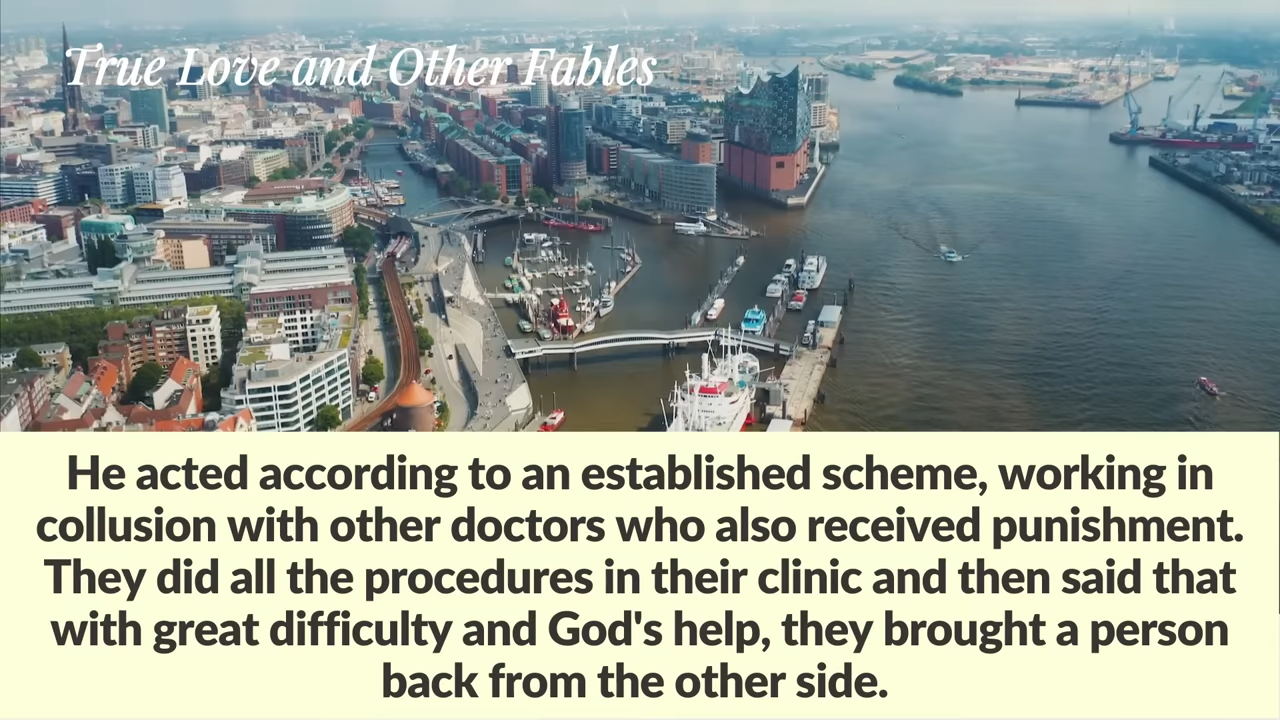 True Love and Other Fables
He acted according to an established scheme, working in
collusion with other doctors who also received punishment.
They did all the procedures in their clinic and then said that
with great difficulty and God's help, they brought a person
back from the other side.